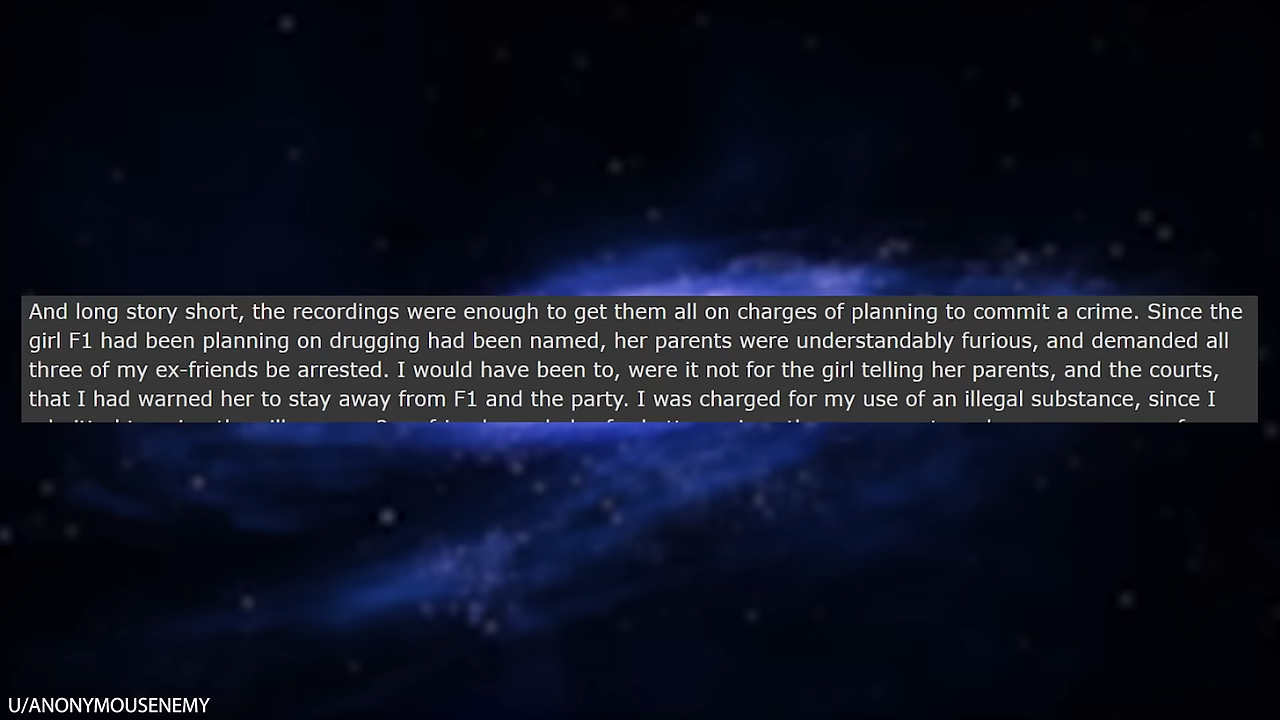 And long story short, the recordings were enough to get them all on charges of planning to commit a crime. Since the
girl F1 had been planning on drugging had been named, her parents were understandably furious, and demanded all
three of my ex-friends be arrested. I would have been to, were it not for the girl telling her parents, and the courts,
that I had warned her to stay away from F1 and the party. I was charged for my use of an illegal substance, since I
U/ANONYMOUSENEMY